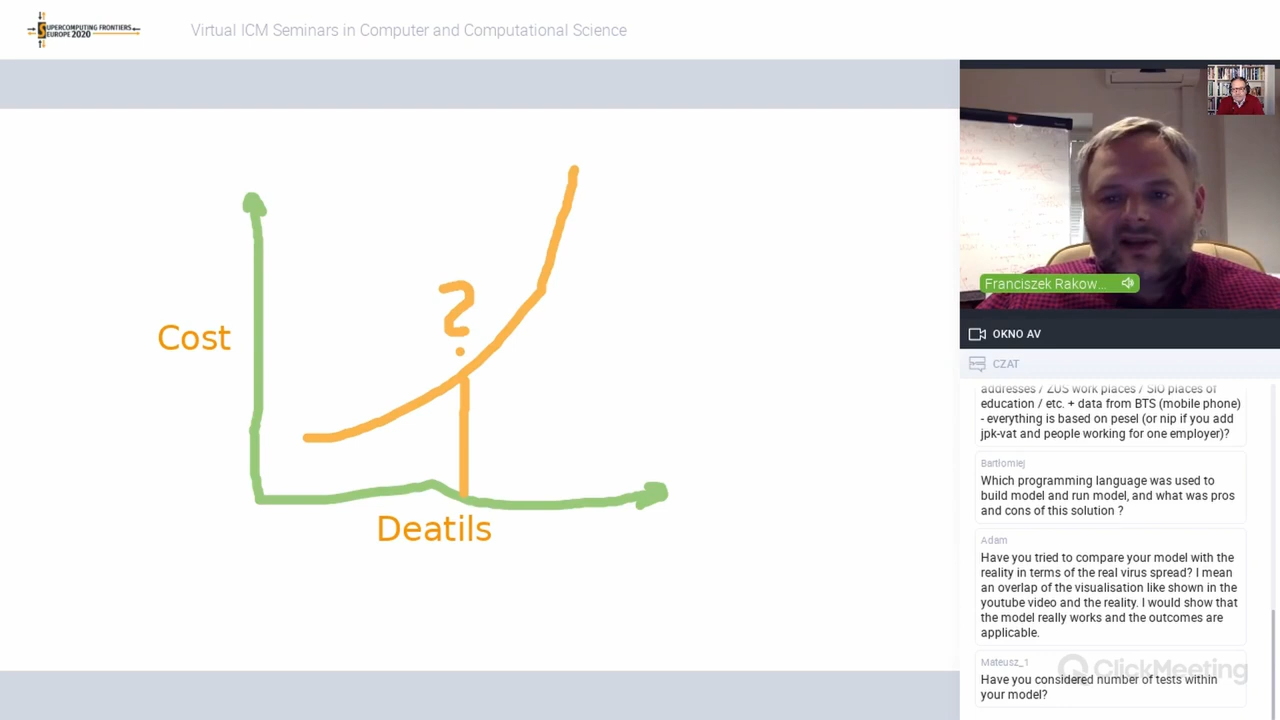 SUPERCOMPUTING FRONTIERS
EUROPE 2020
Virtual ICM Seminars in Computer and Computational Science
?
Cost
Deatils
Franciszek Rakow...
OKNO AV
CZAT
addresses / ZUS work places / SIO places of
education / etc. + data from BTS (mobile phone)
- everything is based on pesel (or nip if you add
jpk-vat and people working for one employer)?
Bartlomiej
Which programming language was used to
build model and run model, and what was pros
and cons of this solution ?
Adam
Have you tried to compare your model with the
reality in terms of the real virus spread? I mean
an overlap of the visualisation like shown in the
youtube video and the reality. I would show that
the model really works and the outcomes are
applicable.
Mateusz_1
Have you considered number of tests within
your model?
ClickMeeting